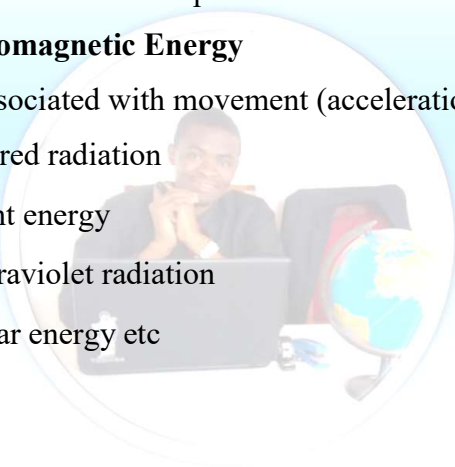 omagnetic Energy
sociated with movement (acceleratio
red radiation
nt energy
raviolet radiation
ar energy etc